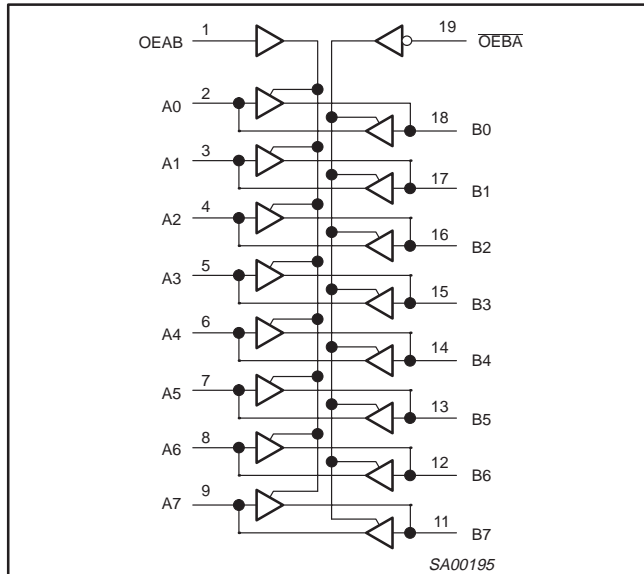 OEAB 1 19 OEBA
A0 2 18 B0
A1 3 17 B1
A2 4 16 B2
A3 5 15 B3
A4 6 14 B4
A5 7 13 B5
A6 8 12 B6
A7 9 11 B7
SA00195